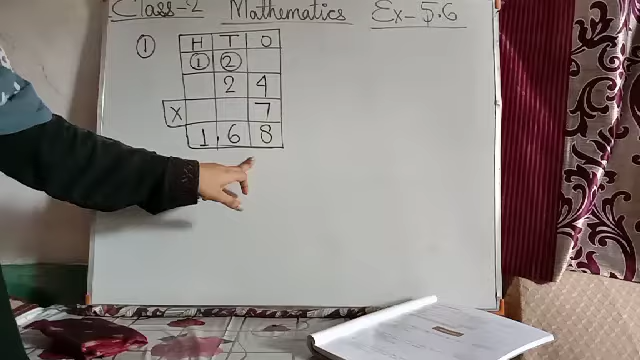 Class-2 Mathematics Ex-5.6
① H T O
① ②
2 4
X 7
1 6 8